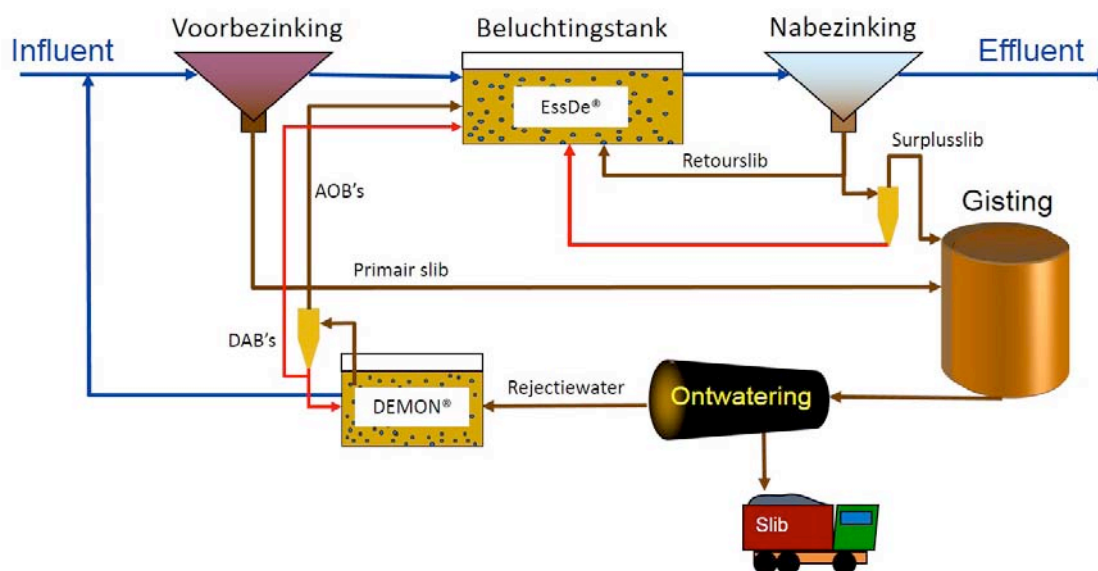 Influent
Voorbezinking
Beluchtingstank
Nabezinking
Effluent
EssDe®
Retourslib
Surplusslib
AOB's
Gisting
Primair slib
DAB's
DEMON®
Rejectiewater
Ontwatering
Slib